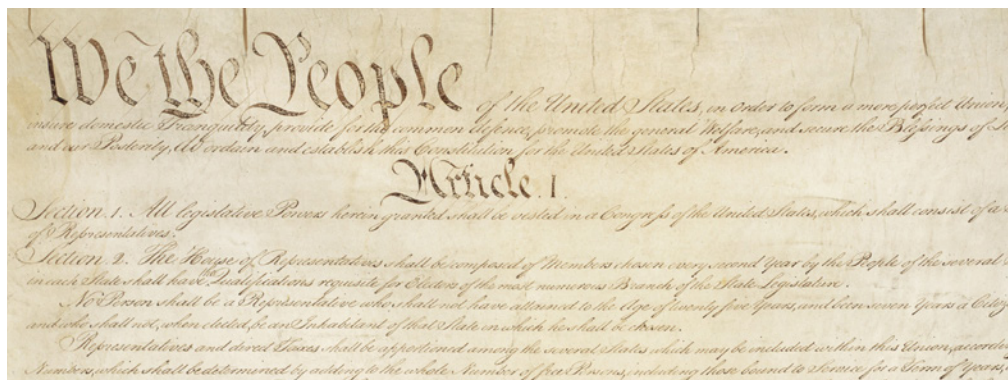 We the People of the United States, in Order to form a more perfect Union
insure domestic Tranquility, provide for the common defence, promote the general Welfare, and secure the Blessings of
and our Posterity, do ordain and establish this Constitution for the United States of America.
Article. I.
Section. 1. All legislative Powers herein granted shall be vested in a Congress of the United States, which shall consist of a
of Representatives.
Section. 2. The House of Representatives shall be composed of Members chosen every second Year by the People of the several
in each State shall have the Qualifications requisite for Electors of the most numerous Branch of the State Legislature.
No Person shall be a Representative who shall not have attained to the Age of twenty five Years, and been seven Years a
and who shall not, when elected, be an Inhabitant of that State in which he shall be chosen.
Representatives and direct Taxes shall be apportioned among the several States which may be included within this Union,
Numbers, which shall be determined by adding to the whole Number of free Persons, including those bound to Service for a Term of Years,